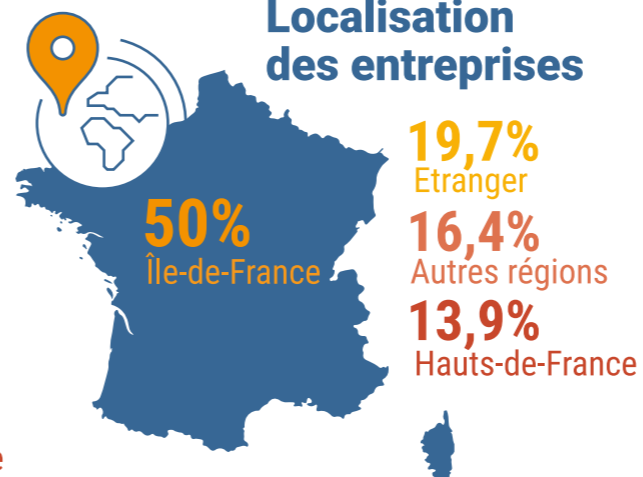 Localisation
des entreprises
19,7%
Etranger
50%
Île-de-France
16,4%
Autres régions
13,9%
Hauts-de-France